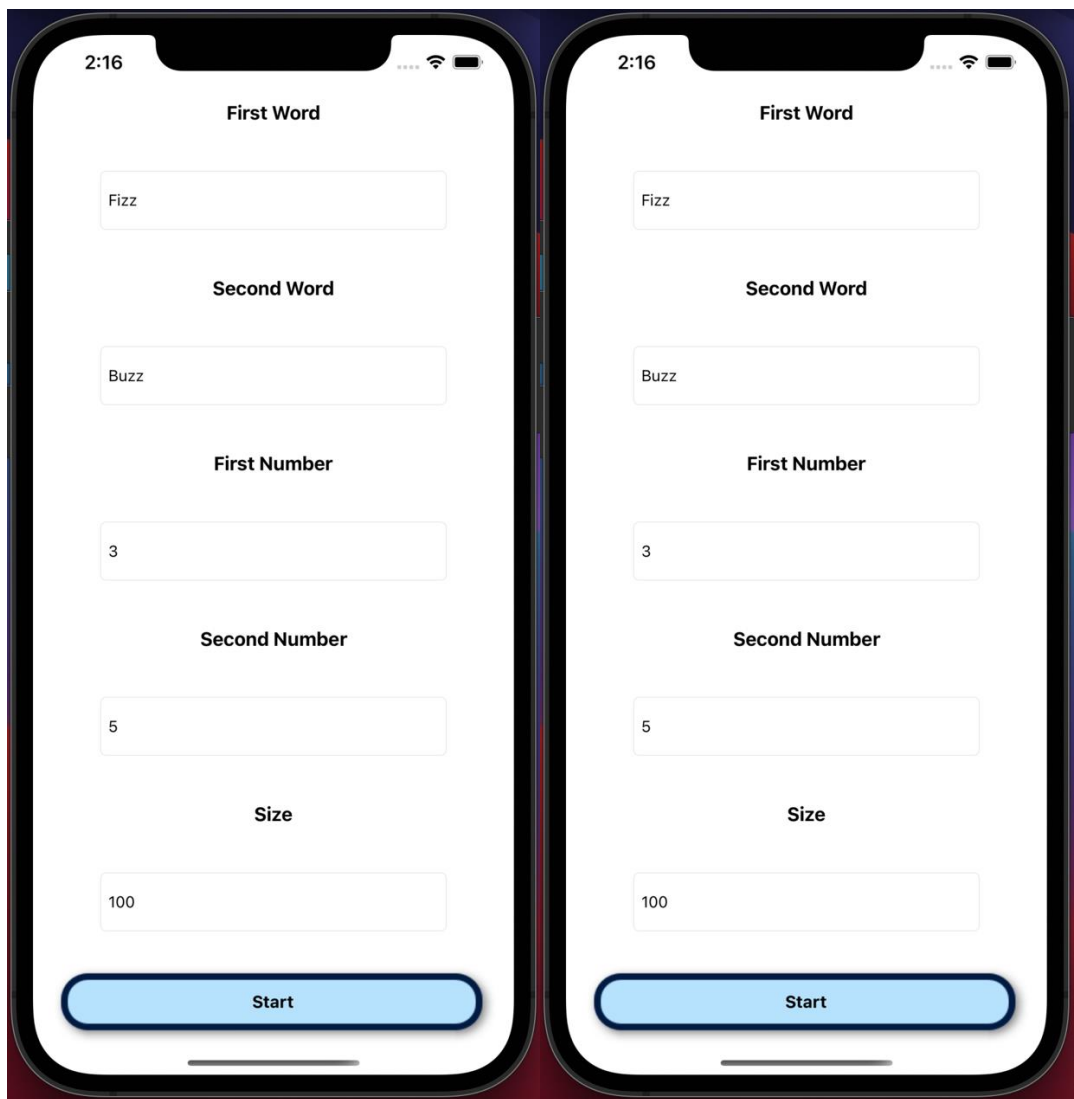 2:16
First Word
Fizz
Second Word
Buzz
First Number
3
Second Number
5
Size
100
Start
2:16
First Word
Fizz
Second Word
Buzz
First Number
3
Second Number
5
Size
100
Start